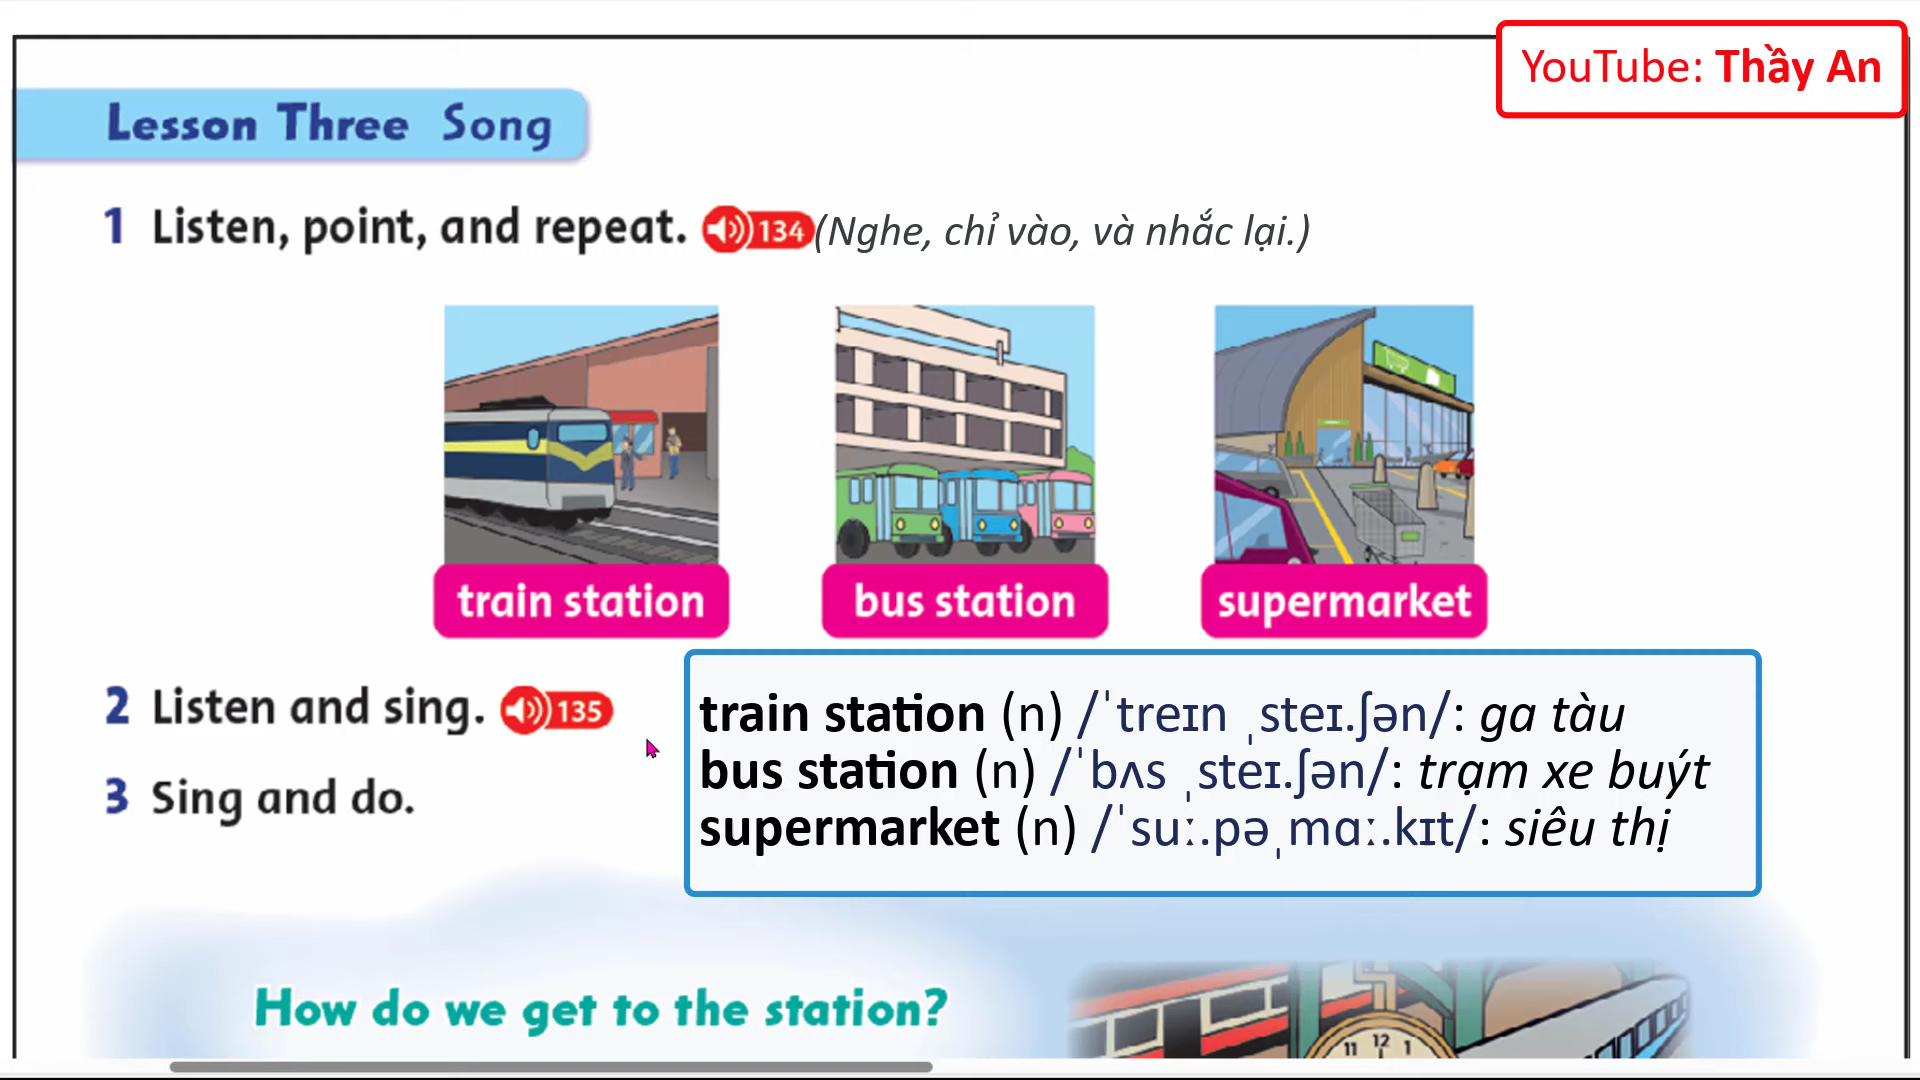 YouTube: Thầy An
Lesson Three Song
1 Listen, point, and repeat. 134 (Nghe, chỉ vào, và nhắc lại.)
train station
bus station
supermarket
2 Listen and sing. 135
3 Sing and do.
train station (n) /ˈtreɪn ˌsteɪ.ʃən/: ga tàu
bus station (n) /ˈbʌs ˌsteɪ.ʃən/: trạm xe buýt
supermarket (n) /ˈsuː.pəˌmɑː.kɪt/: siêu thị
How do we get to the station?
11 12 1